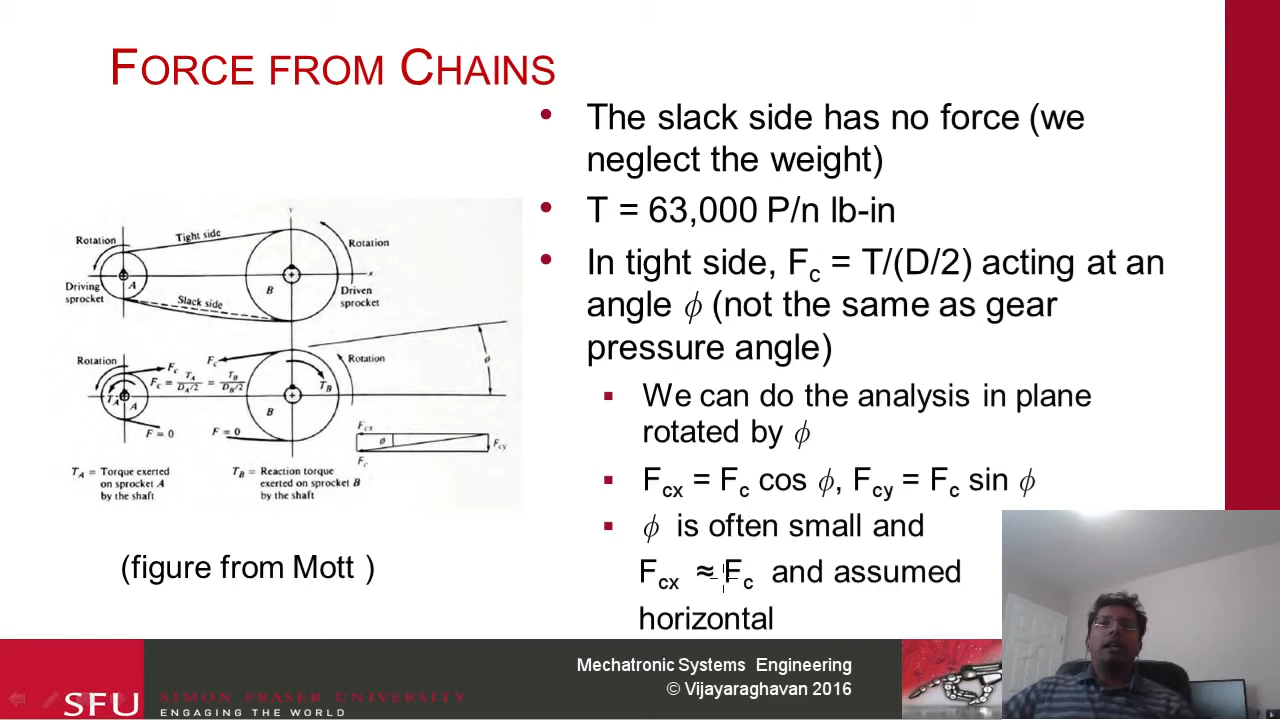 FORCE FROM CHAINS
• The slack side has no force (we
neglect the weight)
• T = 63,000 P/n lb-in
• In tight side, Fc = T/(D/2) acting at an
angle ϕ (not the same as gear
pressure angle)
▪ We can do the analysis in plane
rotated by ϕ
▪ Fcx = Fc cos ϕ, Fcy = Fc sin ϕ
▪ ϕ is often small and
Fcx ≈ Fc and assumed
horizontal
Y
Rotation
Tight side
Rotation
x
Driving
sprocket
A
B
Slack side
Driven
sprocket
Rotation
Fc
Fc
Rotation
ϕ
Fc = TA/(DA/2) = TB/(DB/2)
TA
A
TB
B
F = 0
F = 0
Fcx
ϕ
Fcy
Fc
TA = Torque exerted
on sprocket A
by the shaft
TB = Reaction torque
exerted on sprocket B
by the shaft
(figure from Mott )
Mechatronic Systems Engineering
© Vijayaraghavan 2016
SFU
SIMON FRASER UNIVERSITY
ENGAGING THE WORLD